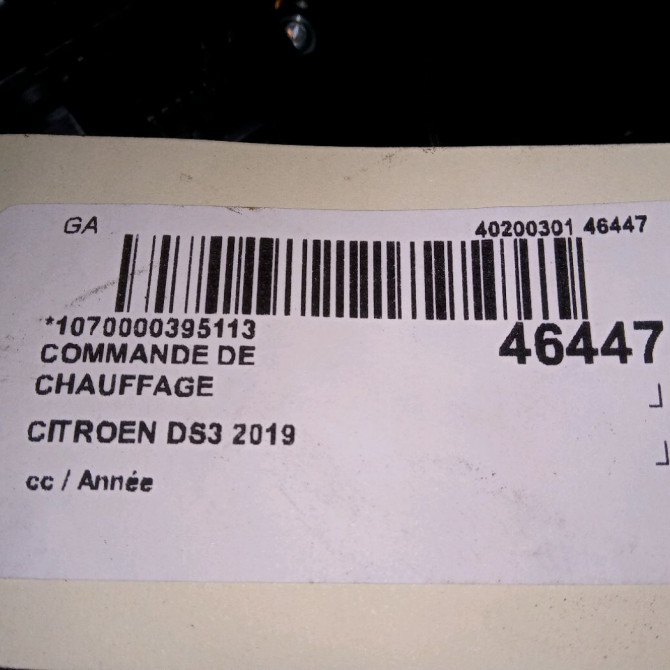 GA
40200301 46447
*1070000395113
46447
COMMANDE DE
CHAUFFAGE
CITROEN DS3 2019
cc / Année